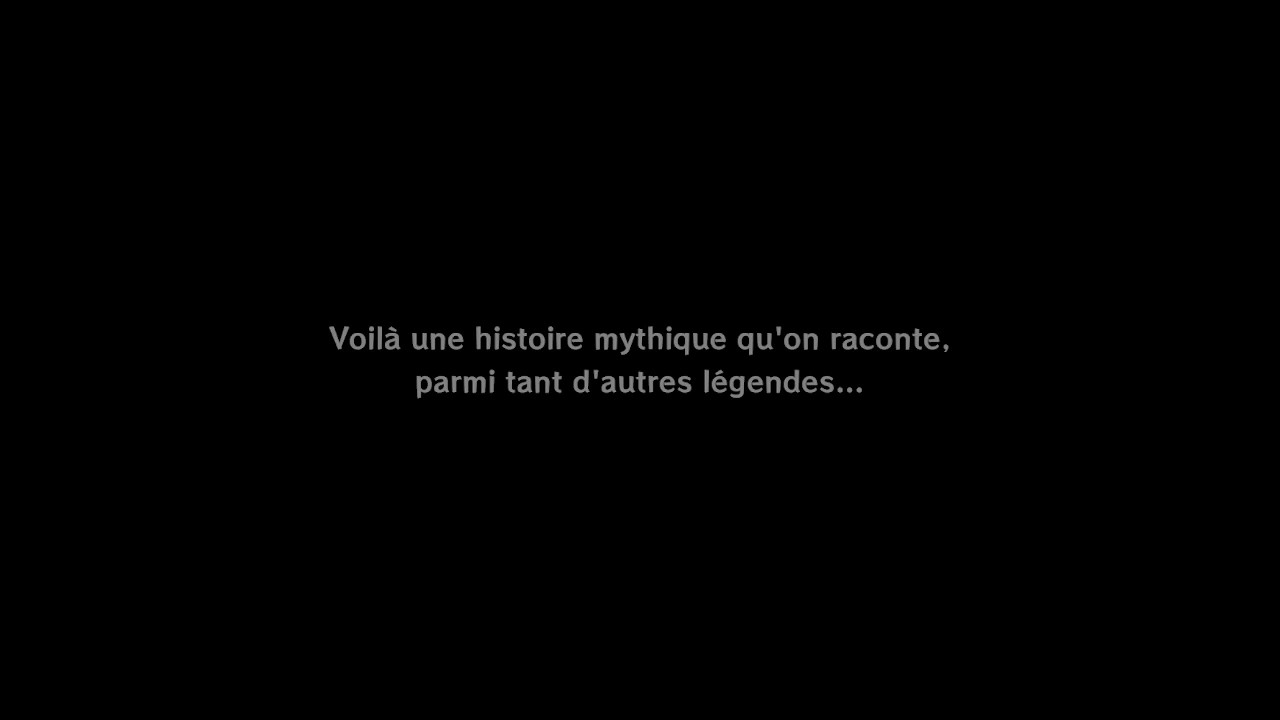 Voilà une histoire mythique qu'on raconte,
parmi tant d'autres légendes...